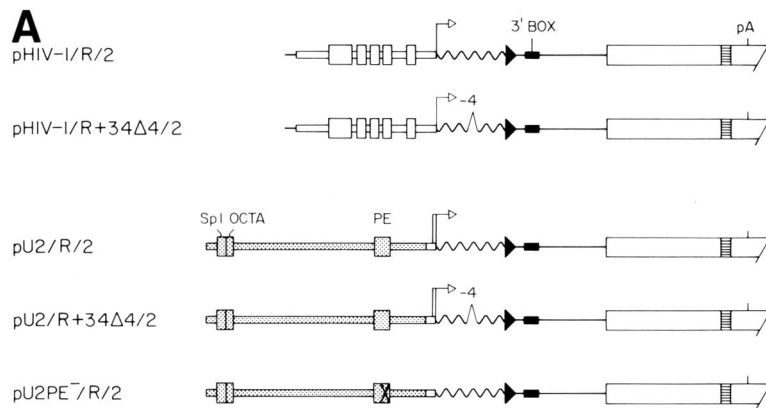 A
3' BOX
pA
pHIV-I/R/2
-4
pHIV-I/R+34Δ4/2
SpI OCTA
PE
pU2/R/2
-4
pU2/R+34Δ4/2
pU2PE⁻/R/2
X